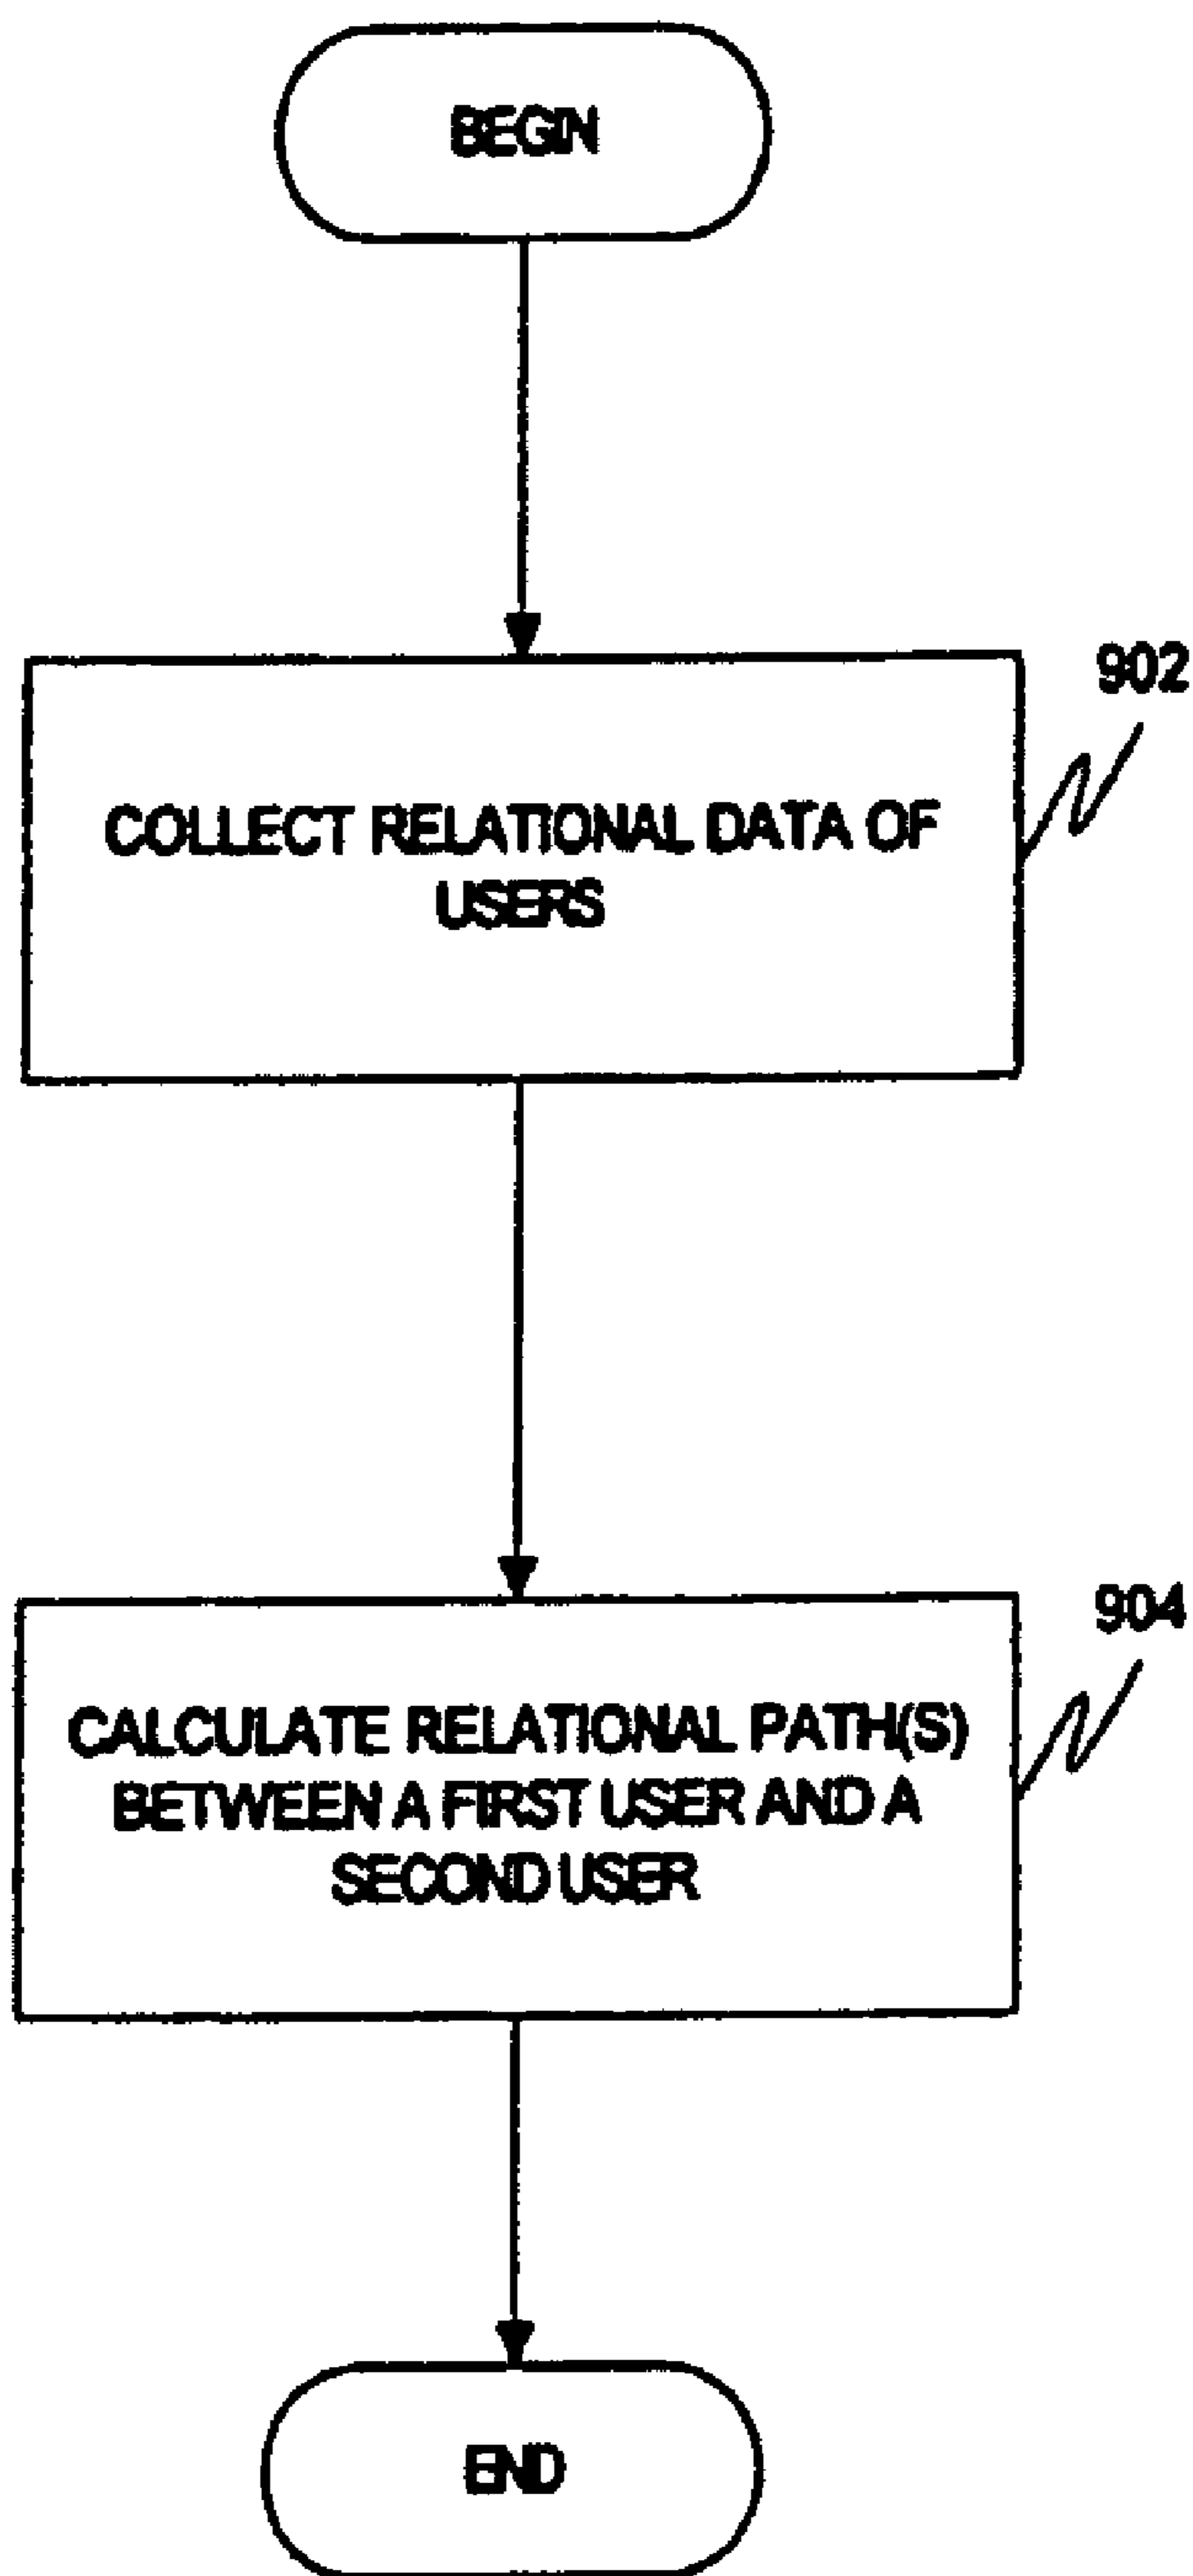 BEGIN
902
COLLECT RELATIONAL DATA OF
USERS
904
CALCULATE RELATIONAL PATH(S)
BETWEEN A FIRST USER AND A
SECOND USER
END